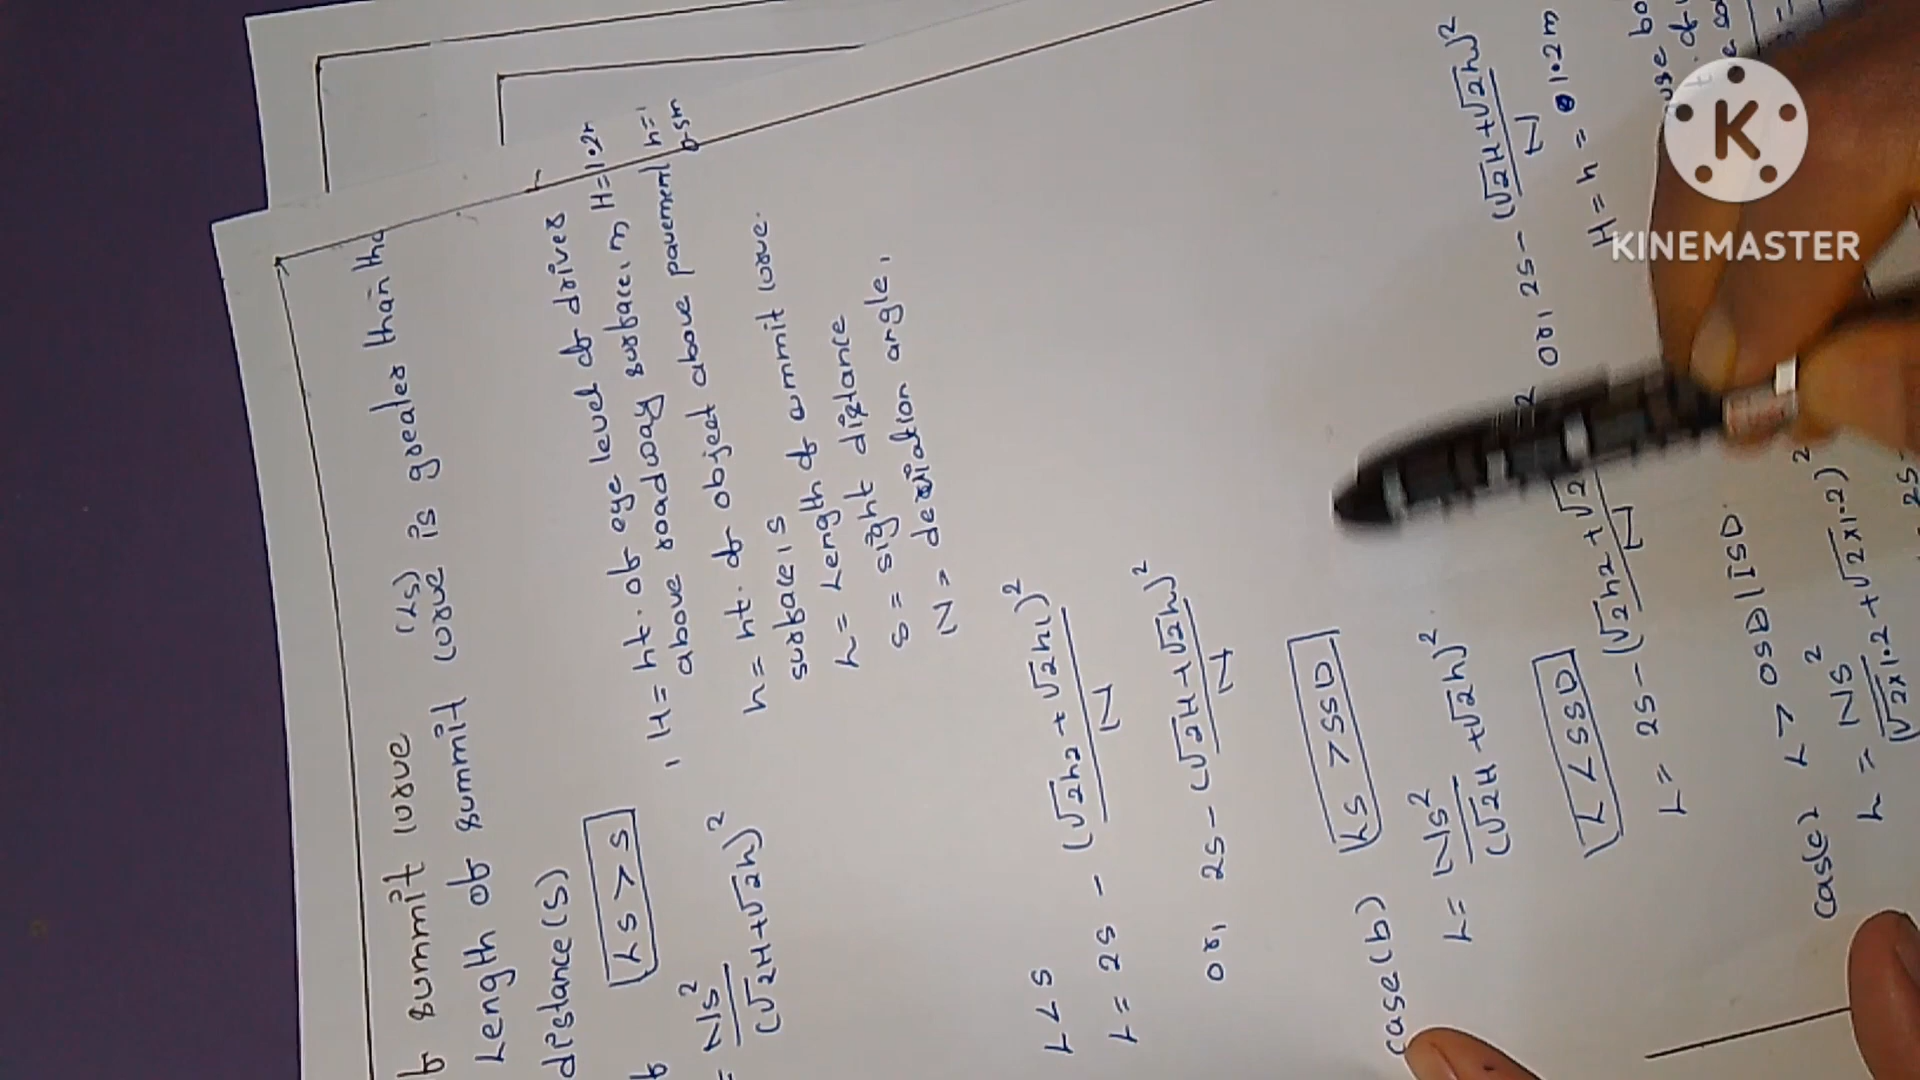 summit curve
(Ls)
Length of summit curve is greater than
distance(s)
Ls > S
NS²
(√2H+√2h)²
, H = ht. of eye level of driver
above roadway surface, m H=1.2
h = ht. of object above pavement h=
surface, s 0.15m
L = Length of summit curve.
S = sight distance
N = deviation angle.
L < S
L = 2S - (√2h2 + √2h1)²
N
or, 2S - (√2H+√2h)²
N
case(b) Ls > SSD
L = NS²
(√2H+√2h)²
L < SSD
L = 2S - (√2h2 + √2
N
or, 2S - (√2H+√2h)²
N
H = h = 1.2m
case(c) L > OSD | ISD.
L = NS²
(√2×1.2 + √2×1.2)²
2S-
K
KINEMASTER